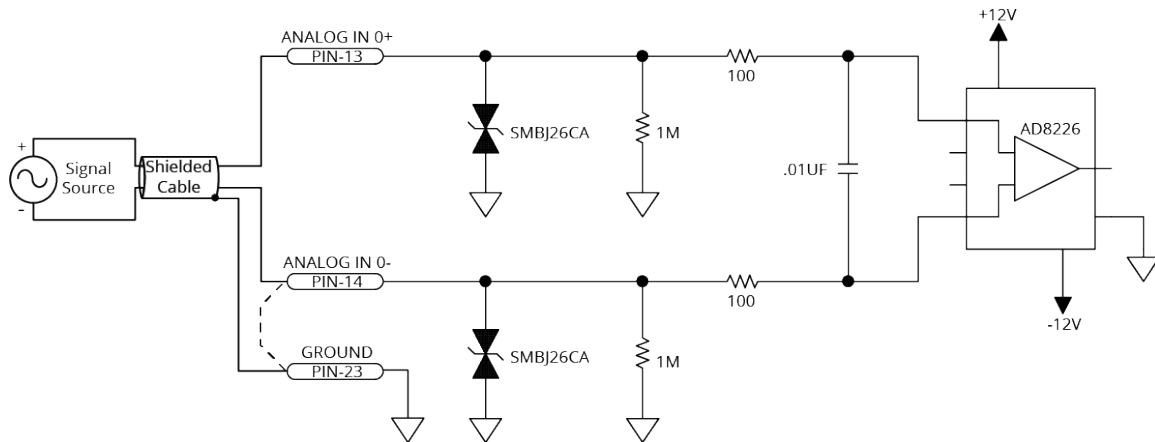 +12V
ANALOG IN 0+
PIN-13
100
AD8226
SMBJ26CA
1M
+
Signal
Source
-
Shielded
Cable
.01UF
ANALOG IN 0-
PIN-14
100
-12V
GROUND
PIN-23
SMBJ26CA
1M